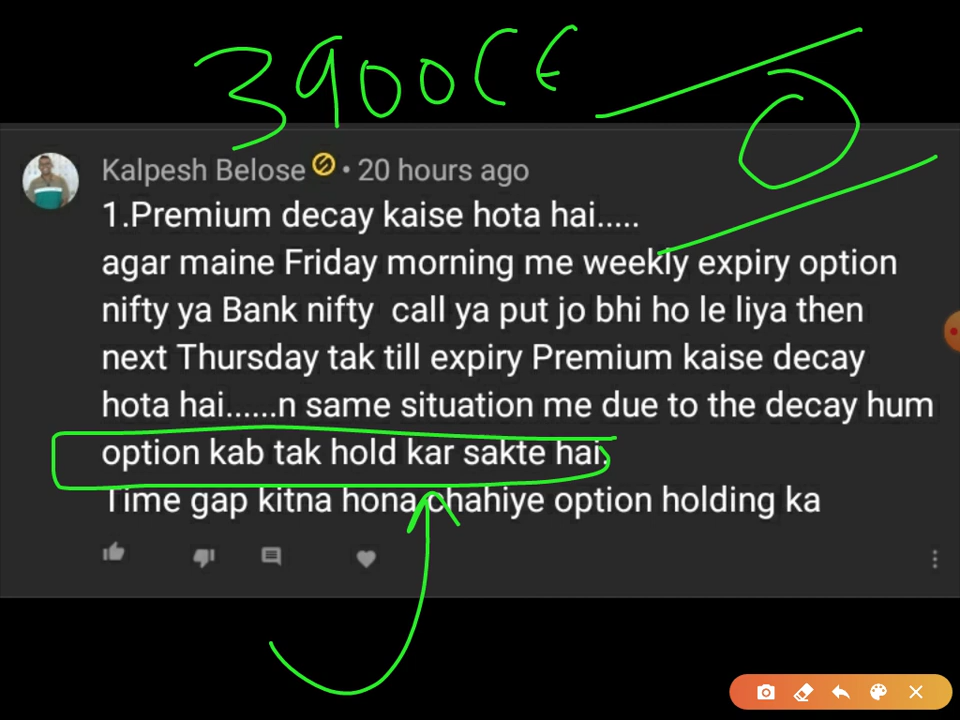 3900CE
0
Kalpesh Belose • 20 hours ago
1.Premium decay kaise hota hai.....
agar maine Friday morning me weekly expiry option
nifty ya Bank nifty call ya put jo bhi ho le liya then
next Thursday tak till expiry Premium kaise decay
hota hai......n same situation me due to the decay hum
option kab tak hold kar sakte hai.
Time gap kitna hona chahiye option holding ka